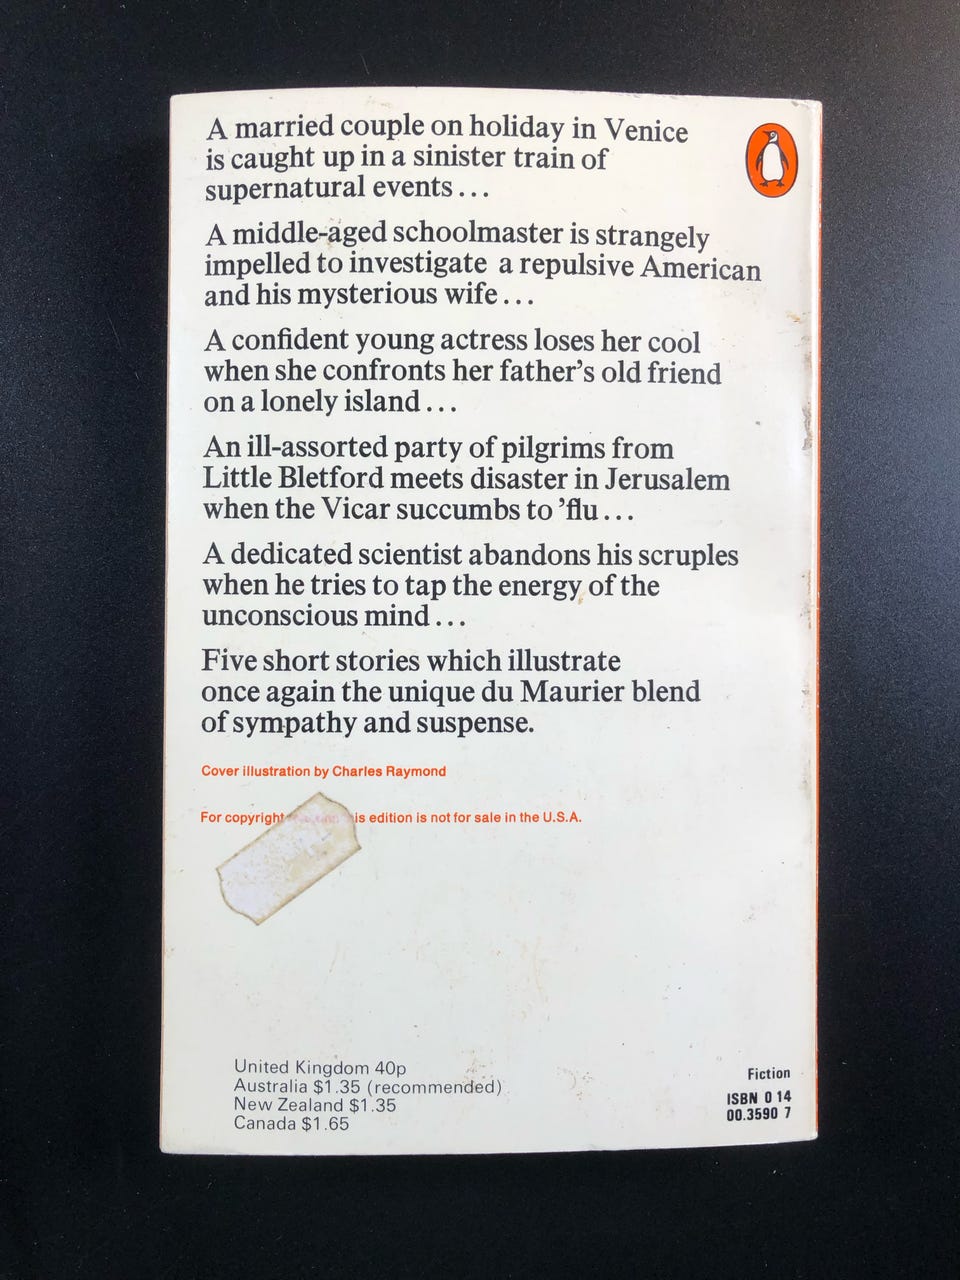 A married couple on holiday in Venice
is caught up in a sinister train of
supernatural events...
A middle-aged schoolmaster is strangely
impelled to investigate a repulsive American
and his mysterious wife...
A confident young actress loses her cool
when she confronts her father's old friend
on a lonely island...
An ill-assorted party of pilgrims from
Little Bletford meets disaster in Jerusalem
when the Vicar succumbs to 'flu...
A dedicated scientist abandons his scruples
when he tries to tap the energy of the
unconscious mind...
Five short stories which illustrate
once again the unique du Maurier blend
of sympathy and suspense.
Cover illustration by Charles Raymond
For copyright is edition is not for sale in the U.S.A.
United Kingdom 40p
Australia $1.35 (recommended)
New Zealand $1.35
Canada $1.65
Fiction
ISBN 0 14
00.3590 7